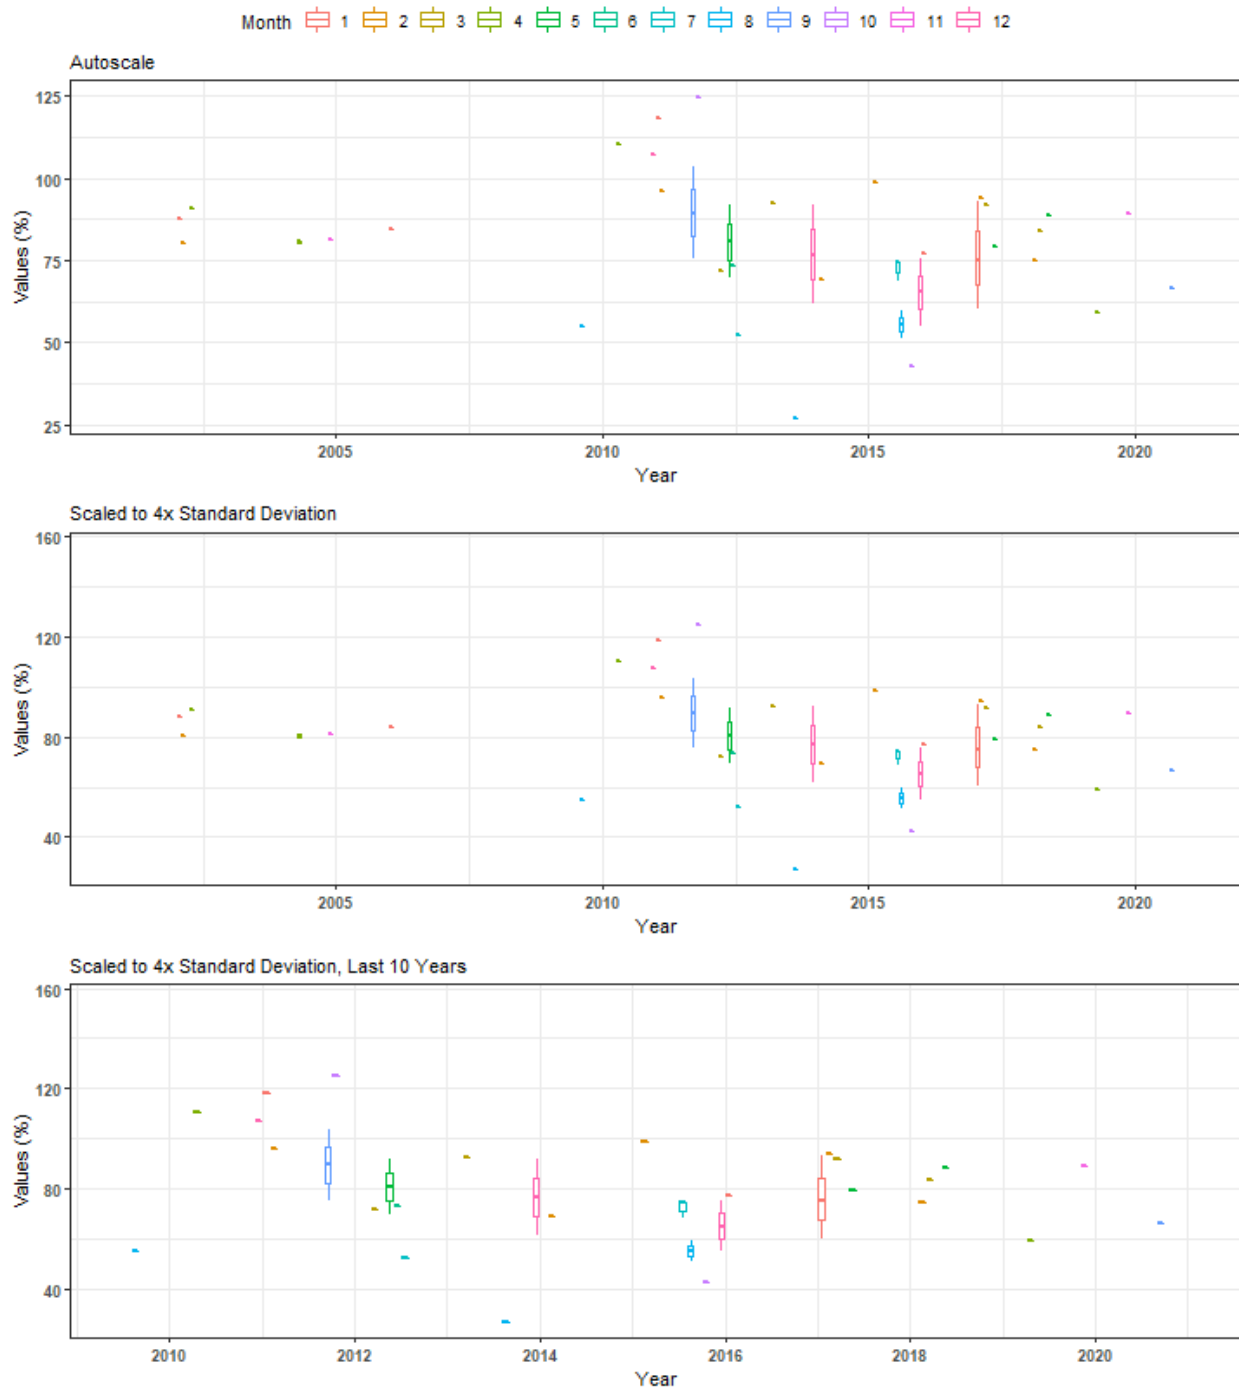 Month 1 2 3 4 5 6 7 8 9 10 11 12
Autoscale
125
100
75
50
25
Values (%)
2005 2010 2015 2020
Year
Scaled to 4x Standard Deviation
160
120
80
40
Values (%)
2005 2010 2015 2020
Year
Scaled to 4x Standard Deviation, Last 10 Years
160
120
80
40
Values (%)
2010 2012 2014 2016 2018 2020
Year